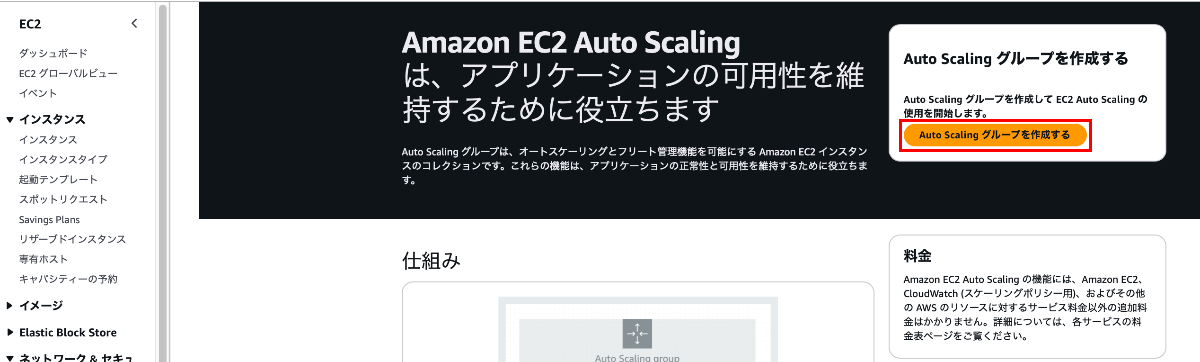 EC2
ダッシュボード
EC2 グローバルビュー
イベント
インスタンス
インスタンス
インスタンスタイプ
起動テンプレート
スポットリクエスト
Savings Plans
リザーブドインスタンス
専有ホスト
キャパシティーの予約
イメージ
Elastic Block Store
ネットワーク & セキュ
Amazon EC2 Auto Scaling
は、アプリケーションの可用性を維
持するために役立ちます
Auto Scaling グループは、オートスケーリングとフリート管理機能を可能にする Amazon EC2 インスタン
スのコレクションです。これらの機能は、アプリケーションの正常性と可用性を維持するために役立ちま
す。
Auto Scaling グループを作成する
Auto Scaling グループを作成して EC2 Auto Scaling の
使用を開始します。
Auto Scaling グループを作成する
仕組み
Auto Scaling group
料金
Amazon EC2 Auto Scaling の機能には、Amazon EC2、
CloudWatch (スケーリングポリシー用)、およびその他
の AWS のリソースに対するサービス料金以外の追加料
金はかかりません。詳細については、各サービスの料
金表ページをご覧ください。